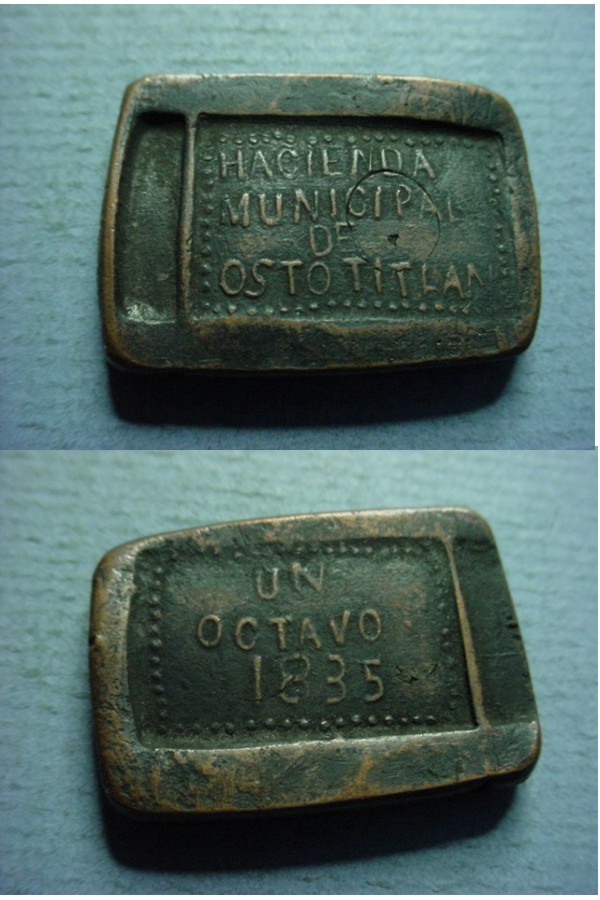 HACIENDA
MUNICIPAL
DE
OSTOTITLAN
UN
OCTAVO
1835